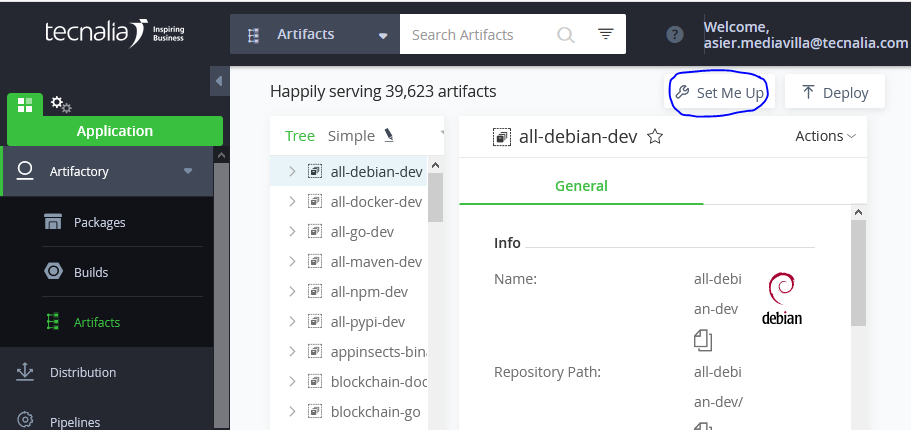 tecnalia Inspiring Business
Artifacts
Search Artifacts
?
Welcome,
asier.mediavilla@tecnalia.com
Happily serving 39,623 artifacts
Set Me Up
Deploy
Application
Artifactory
Packages
Builds
Artifacts
Distribution
Pipelines
Tree
Simple
all-debian-dev
all-docker-dev
all-go-dev
all-maven-dev
all-npm-dev
all-pypi-dev
appinsects-bina
blockchain-doc
blockchain-go
all-debian-dev
Actions
General
Info
Name:
all-debi
an-dev
debian
Repository Path:
all-debi
an-dev/